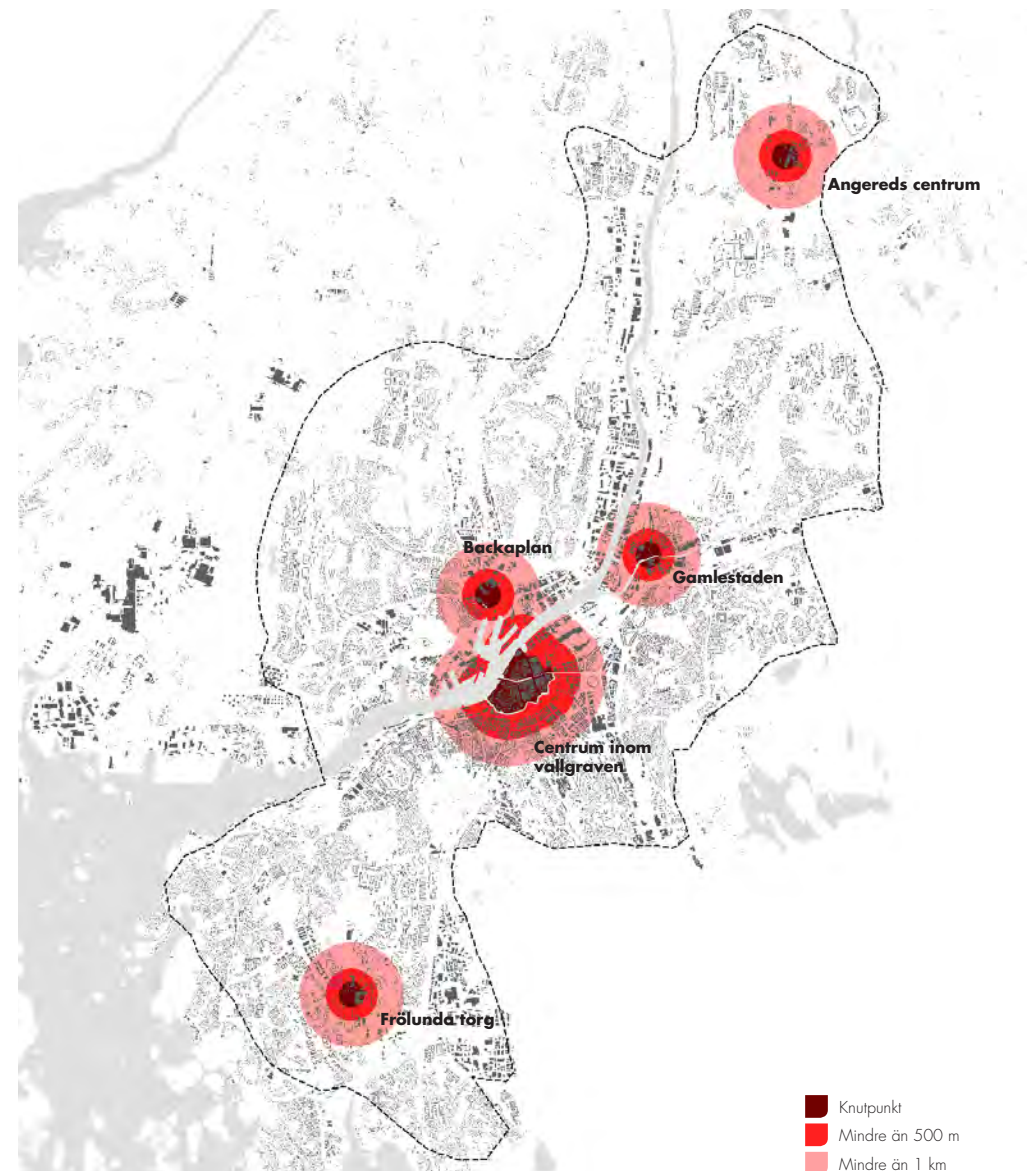 Angereds centrum
Backaplan
Gamlestaden
Centrum inom
vallgraven
Frölunda torg
Knutpunkt
Mindre än 500 m
Mindre än 1 km